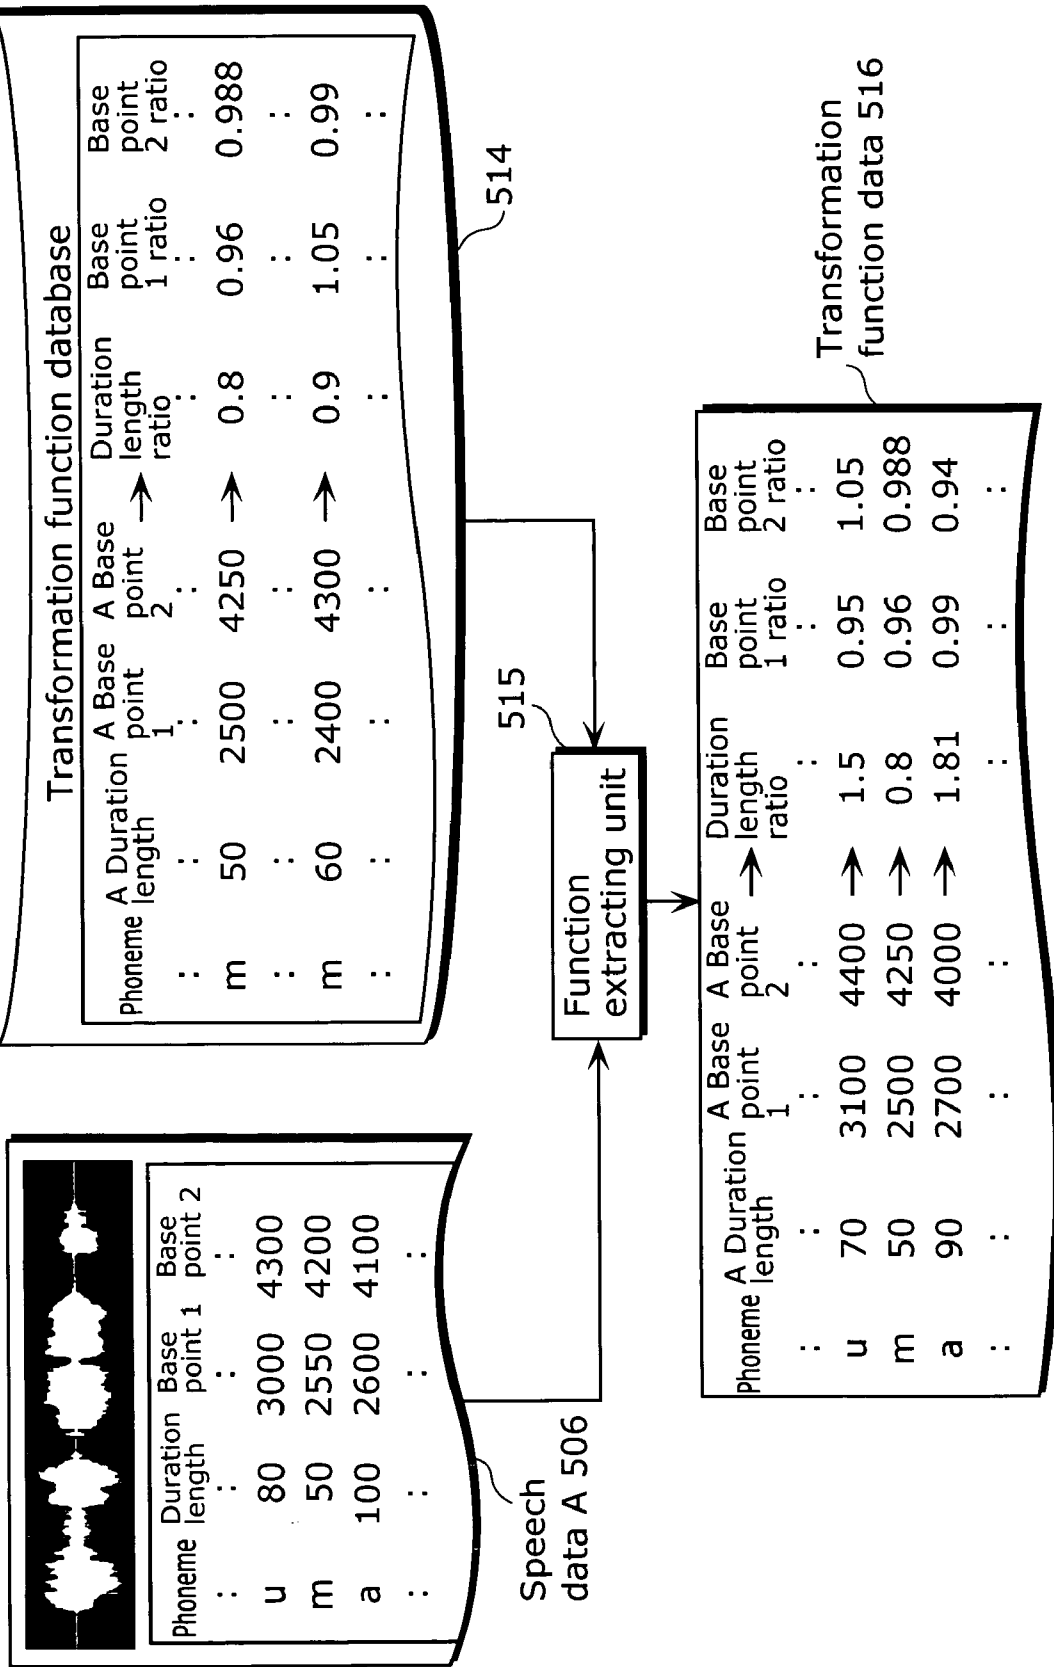 Phoneme Duration length Base point 1 Base point 2
: : : :
u 80 3000 4300
m 50 2550 4200
a 100 2600 4100
: : : :
Speech
data A 506
Transformation function database
Phoneme A Duration length A Base point 1 A Base point 2 → Duration length ratio Base point 1 ratio Base point 2 ratio
: : : : : : :
m 50 2500 4250 → 0.8 0.96 0.988
: : : : : : :
m 60 2400 4300 → 0.9 1.05 0.99
: : : : : : :
514
515
Function
extracting unit
Phoneme A Duration length A Base point 1 A Base point 2 → Duration length ratio Base point 1 ratio Base point 2 ratio
: : : : : : :
u 70 3100 4400 → 1.5 0.95 1.05
m 50 2500 4250 → 0.8 0.96 0.988
a 90 2700 4000 → 1.81 0.99 0.94
: : : : : : :
Transformation
function data 516